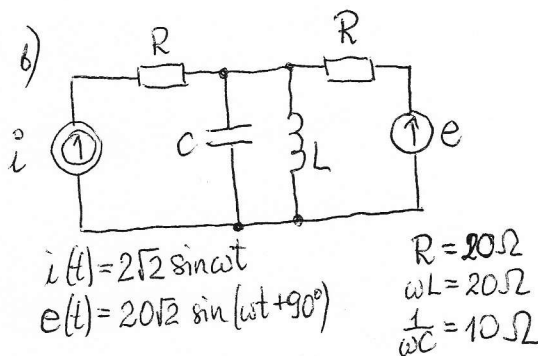 б)
R
R
i
C
L
e
i(t)=2√2 sinωt
e(t)=20√2 sin(ωt+90°)
R=20Ω
ωL=20Ω
1/ωC=10Ω